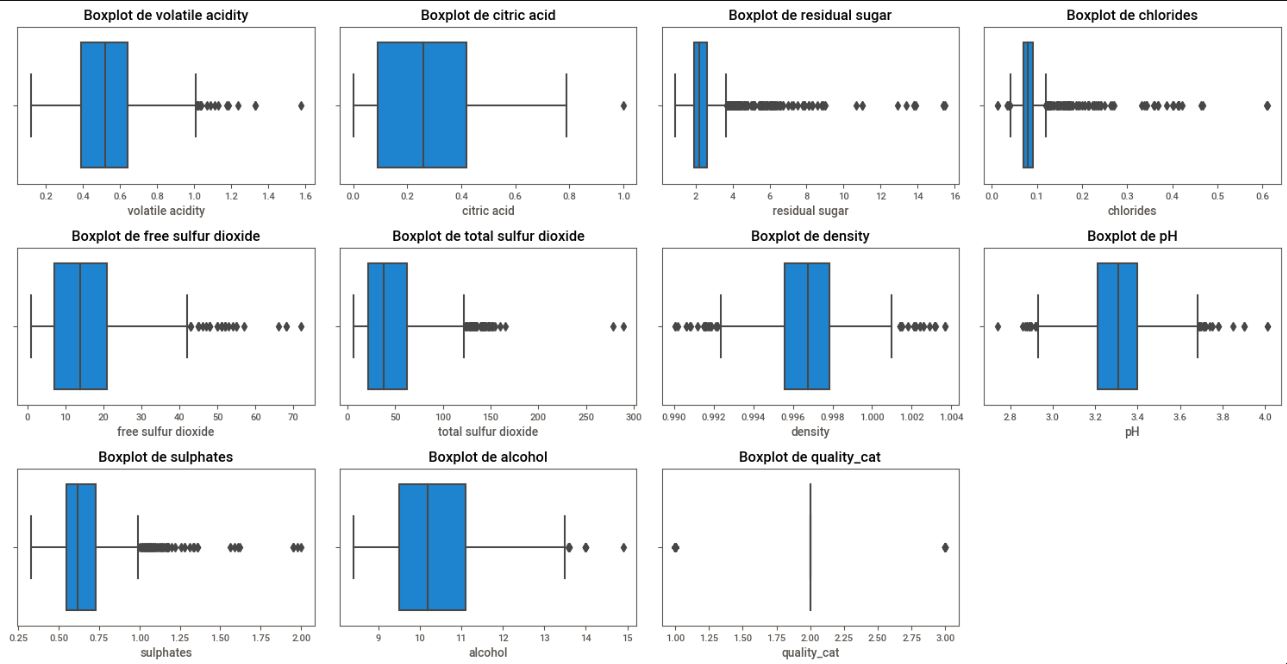 Boxplot de volatile acidity
0.2 0.4 0.6 0.8 1.0 1.2 1.4 1.6
volatile acidity
Boxplot de citric acid
0.0 0.2 0.4 0.6 0.8 1.0
citric acid
Boxplot de residual sugar
2 4 6 8 10 12 14 16
residual sugar
Boxplot de chlorides
0.0 0.1 0.2 0.3 0.4 0.5 0.6
chlorides
Boxplot de free sulfur dioxide
0 10 20 30 40 50 60 70
free sulfur dioxide
Boxplot de total sulfur dioxide
0 50 100 150 200 250 300
total sulfur dioxide
Boxplot de density
0.990 0.992 0.994 0.996 0.998 1.000 1.002 1.004
density
Boxplot de pH
2.8 3.0 3.2 3.4 3.6 3.8 4.0
pH
Boxplot de sulphates
0.25 0.50 0.75 1.00 1.25 1.50 1.75 2.00
sulphates
Boxplot de alcohol
9 10 11 12 13 14 15
alcohol
Boxplot de quality_cat
1.00 1.25 1.50 1.75 2.00 2.25 2.50 2.75 3.00
quality_cat